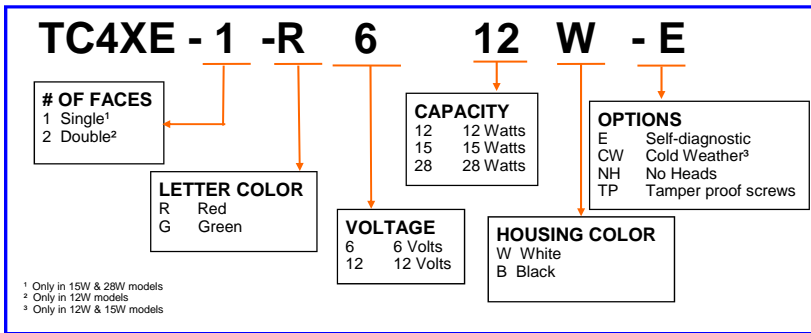 TC4XE - 1 - R 6 12 W - E
# OF FACES
1 Single¹
2 Double²
LETTER COLOR
R Red
G Green
VOLTAGE
6 6 Volts
12 12 Volts
CAPACITY
12 12 Watts
15 15 Watts
28 28 Watts
HOUSING COLOR
W White
B Black
OPTIONS
E Self-diagnostic
CW Cold Weather³
NH No Heads
TP Tamper proof screws
¹ Only in 15W & 28W models
² Only in 12W models
³ Only in 12W & 15W models